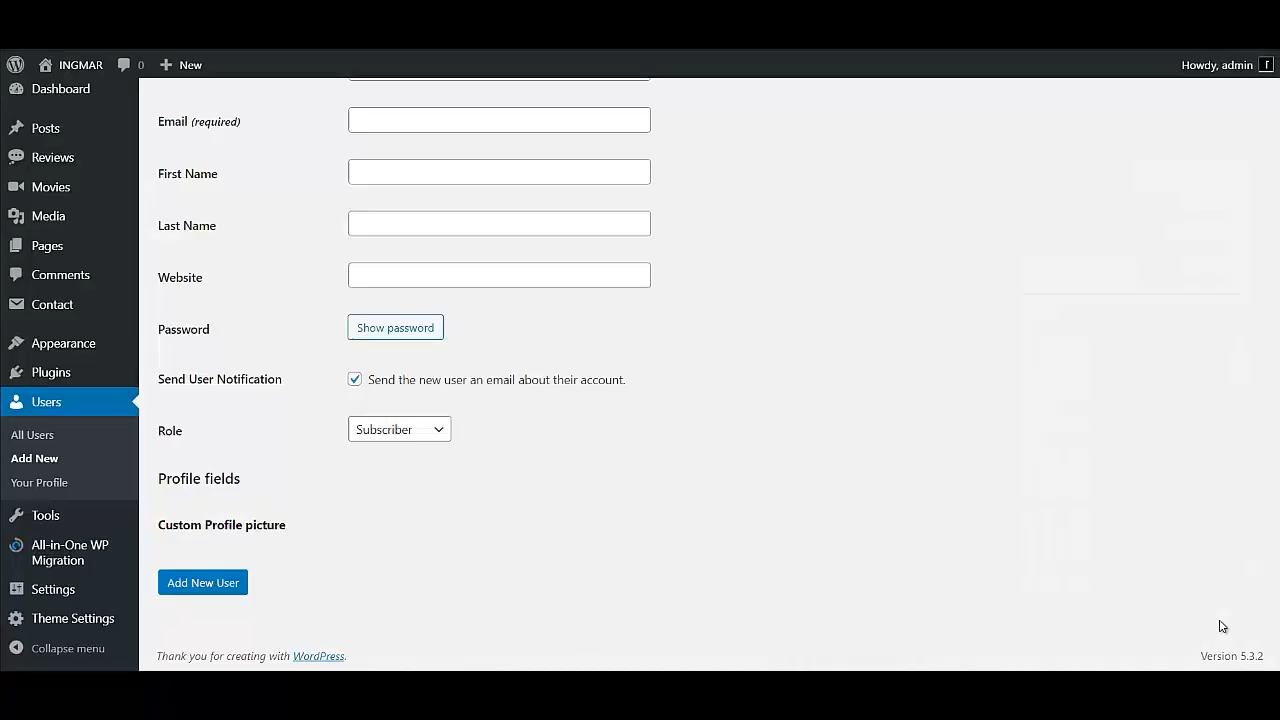 INGMAR 0 New Howdy, admin
Dashboard
Posts
Reviews
Movies
Media
Pages
Comments
Contact
Appearance
Plugins
Users
All Users
Add New
Your Profile
Tools
All-in-One WP
Migration
Settings
Theme Settings
Collapse menu
Email (required)
First Name
Last Name
Website
Password Show password
Send User Notification Send the new user an email about their account.
Role Subscriber
Profile fields
Custom Profile picture
Add New User
Thank you for creating with WordPress. Version 5.3.2